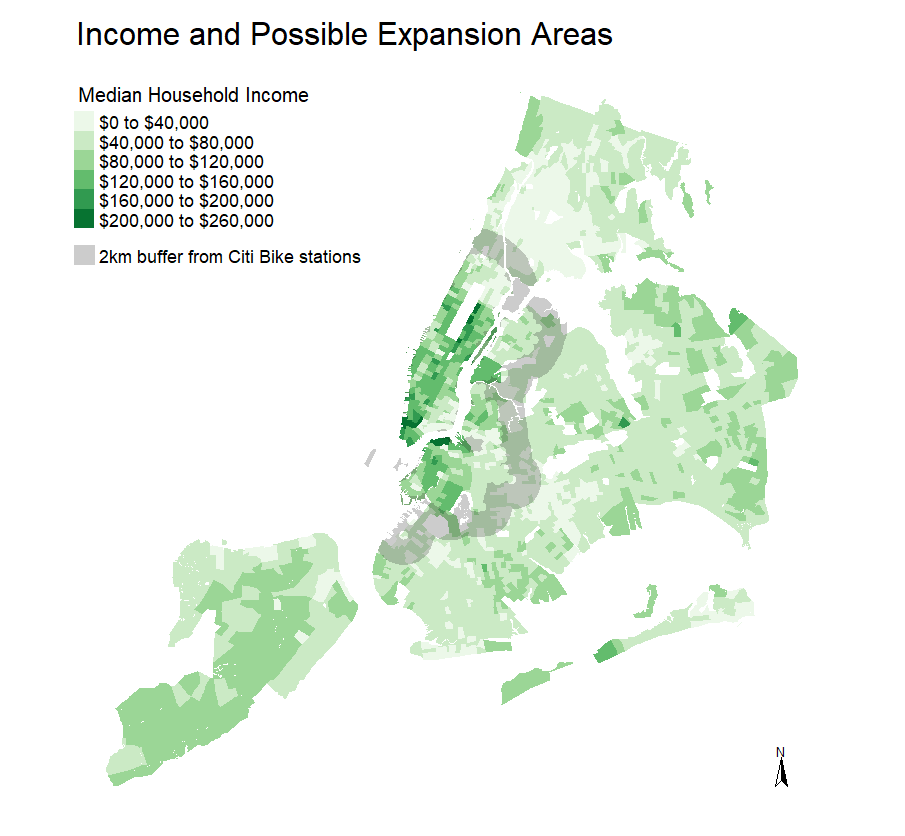 Income and Possible Expansion Areas
Median Household Income
$0 to $40,000
$40,000 to $80,000
$80,000 to $120,000
$120,000 to $160,000
$160,000 to $200,000
$200,000 to $260,000
2km buffer from Citi Bike stations
N